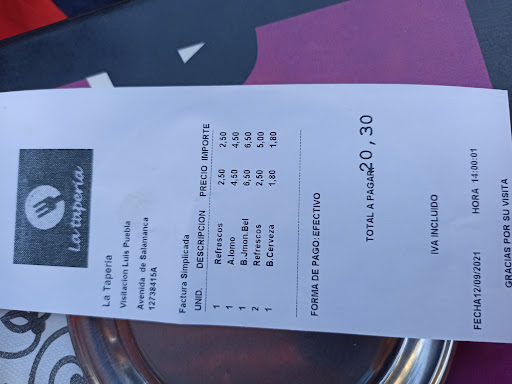 La tapería
La Taperia
Visitacion Luis Puebla
Avenida de Salamanca
12738415A
Factura Simplicada
UNID. DESCRIPCION PRECIO IMPORTE
1 Refrescos 2,50 2,50
1 A.lomo 4,50 4,50
1 B.Jmon.Bel 6,50 6,50
2 Refrescos 2,50 5,00
1 B.Cerveza 1,80 1,80
FORMA DE PAGO:EFECTIVO
TOTAL A PAGAR: 20,30
IVA INCLUIDO
FECHA12/09/2021 HORA 14:00:01
GRACIAS POR SU VISITA